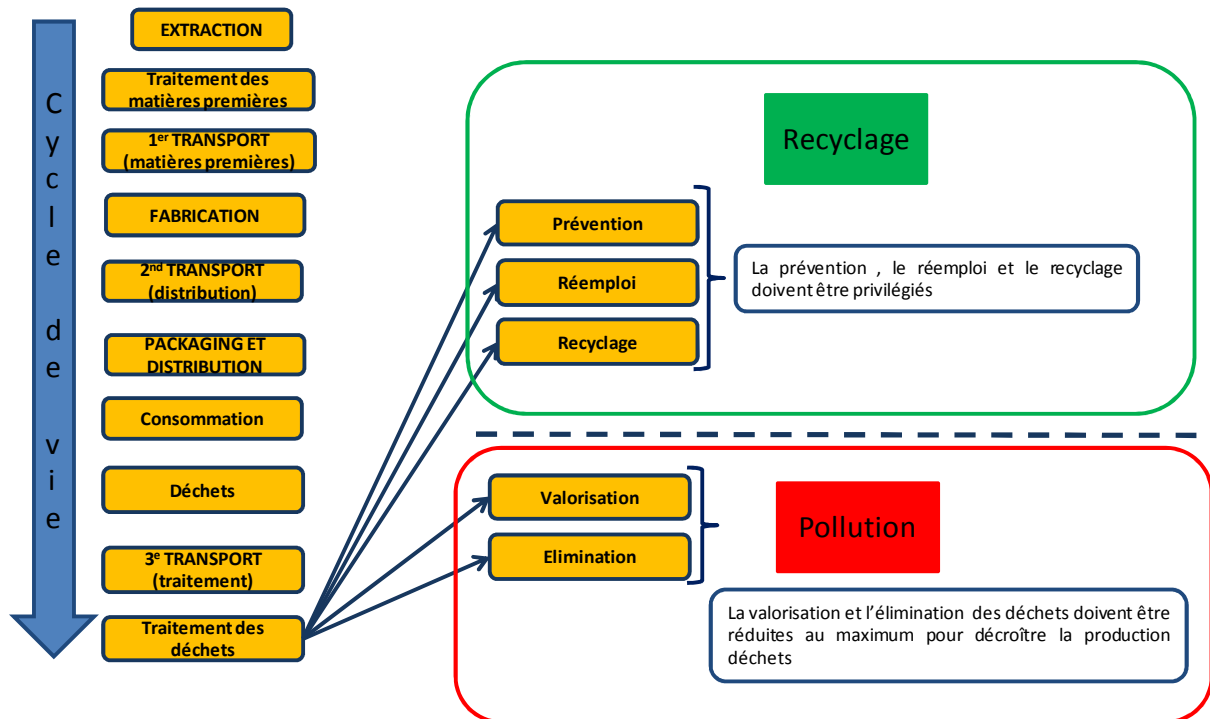 Cycle de vie
EXTRACTION
Traitement des
matières premières
1er TRANSPORT
(matières premières)
FABRICATION
2nd TRANSPORT
(distribution)
PACKAGING ET
DISTRIBUTION
Consommation
Déchets
3e TRANSPORT
(traitement)
Traitement des
déchets
Recyclage
Prévention
Réemploi
Recyclage
La prévention , le réemploi et le recyclage
doivent être privilégiés
Valorisation
Elimination
Pollution
La valorisation et l'élimination des déchets doivent être
réduites au maximum pour décroître la production
déchets